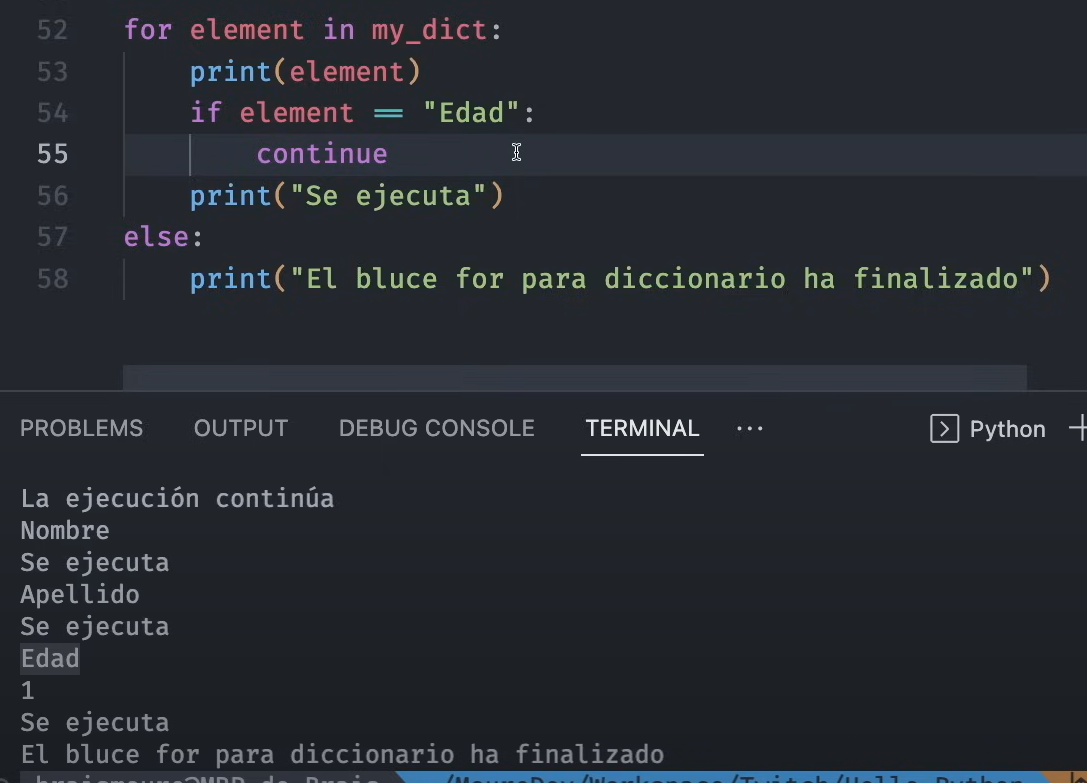 52 for element in my_dict:
53 print(element)
54 if element == "Edad":
55 continue
56 print("Se ejecuta")
57 else:
58 print("El bluce for para diccionario ha finalizado")
PROBLEMS OUTPUT DEBUG CONSOLE TERMINAL ··· Python +
La ejecución continúa
Nombre
Se ejecuta
Apellido
Se ejecuta
Edad
1
Se ejecuta
El bluce for para diccionario ha finalizado